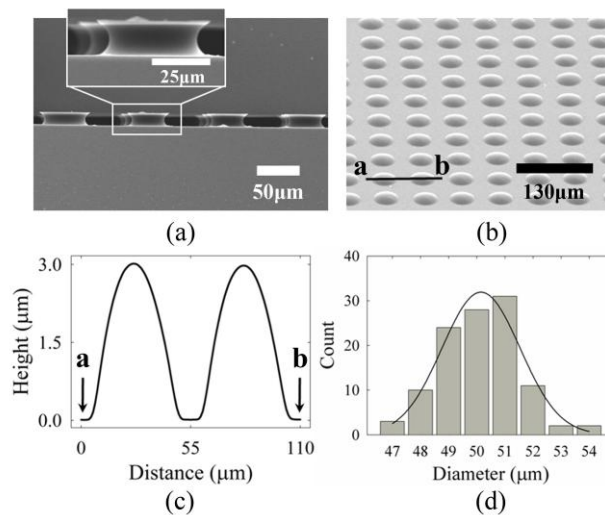 25μm
50μm
(a)
a b
130μm
(b)
Height (μm)
3.0
1.5
0.0
a
b
0 55 110
Distance (μm)
(c)
Count
40
30
20
10
0
47 48 49 50 51 52 53 54
Diameter (μm)
(d)